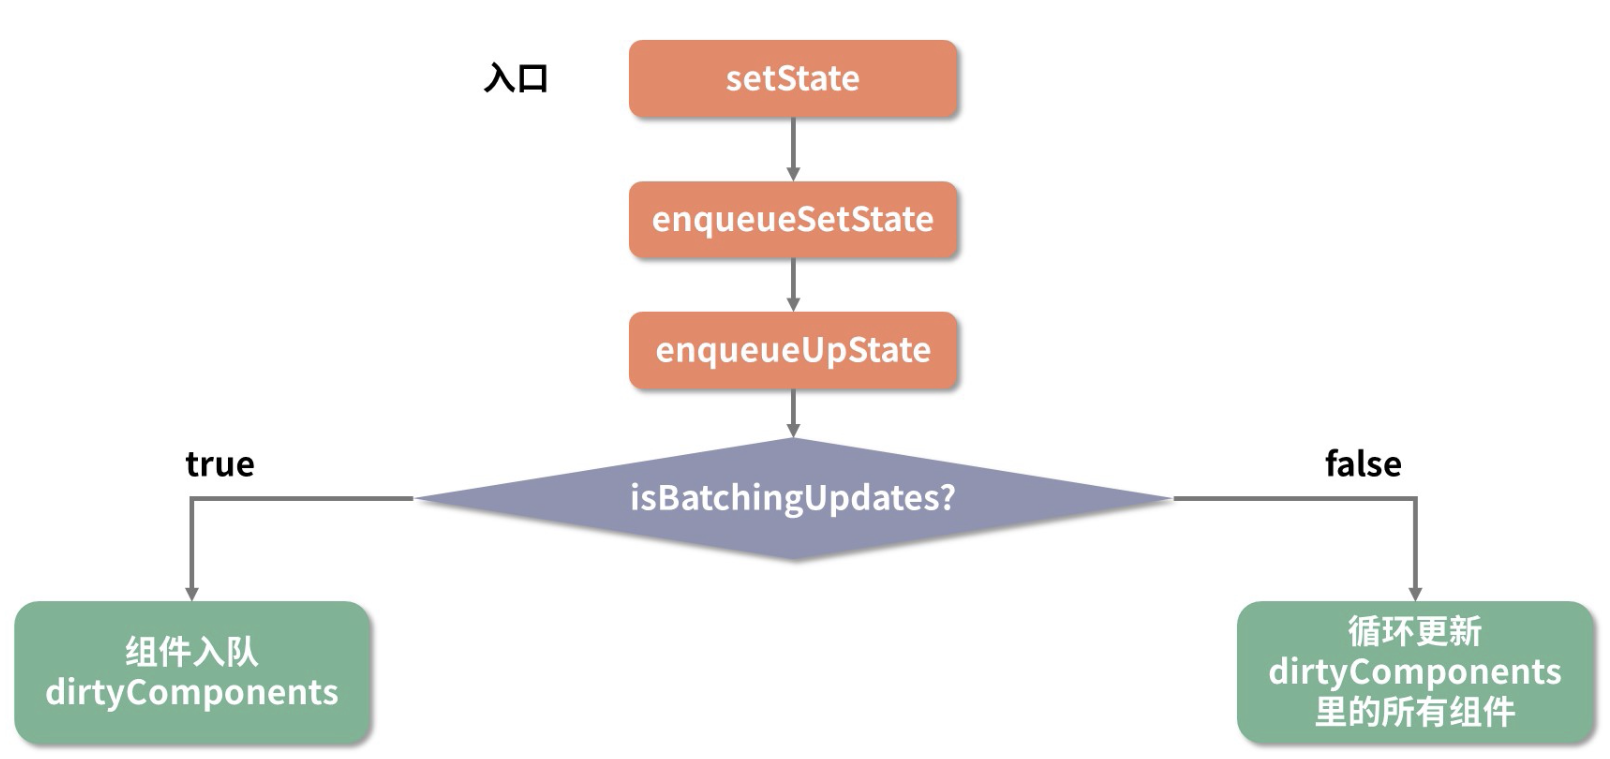 入口
setState
enqueueSetState
enqueueUpState
true
false
isBatchingUpdates?
组件入队
dirtyComponents
循环更新
dirtyComponents
里的所有组件